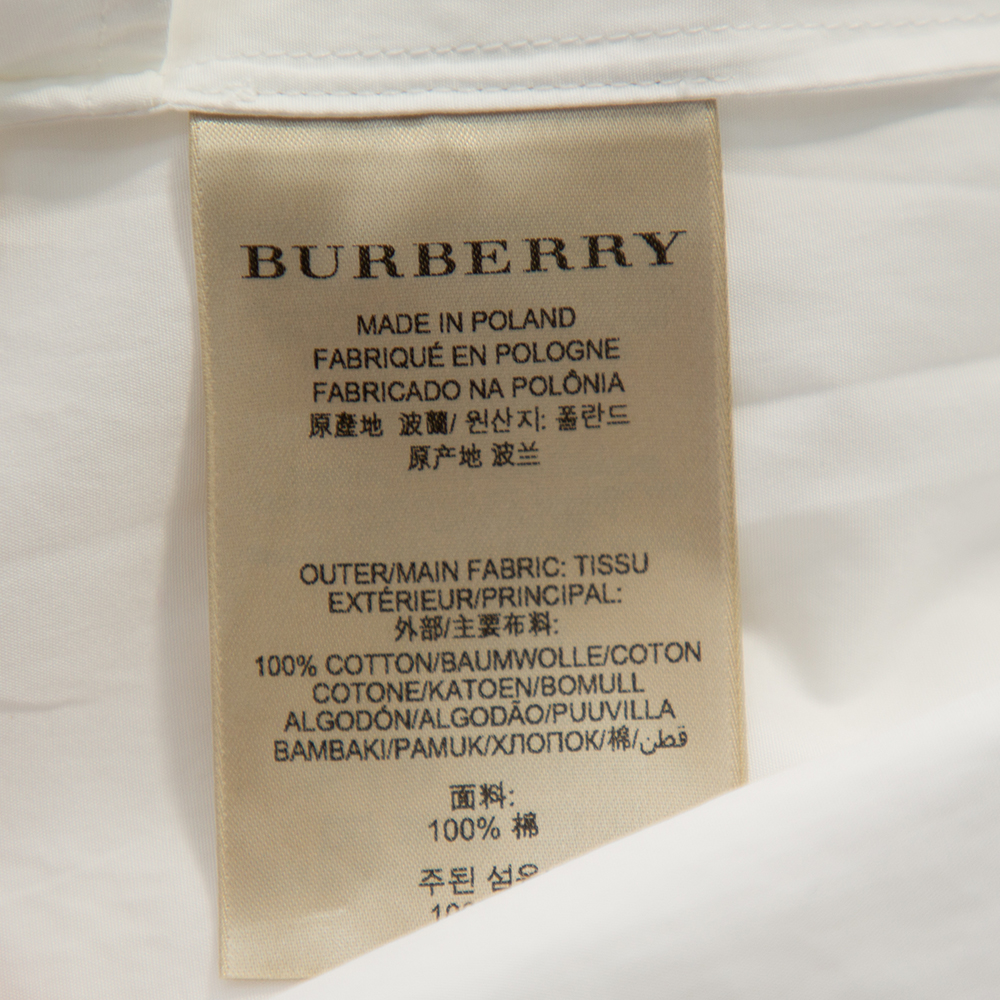 BURBERRY
MADE IN POLAND
FABRIQUÉ EN POLOGNE
FABRICADO NA POLÔNIA
原產地 波蘭/ 원산지: 폴란드
原产地 波兰
OUTER/MAIN FABRIC: TISSU
EXTÉRIEUR/PRINCIPAL:
外部/主要布料:
100% COTTON/BAUMWOLLE/COTON
COTONE/KATOEN/BOMULL
ALGODÓN/ALGODÃO/PUUVILLA
BAMBAKI/PAMUK/ХЛОПОК/棉/قطن
面料:
100% 棉
주된